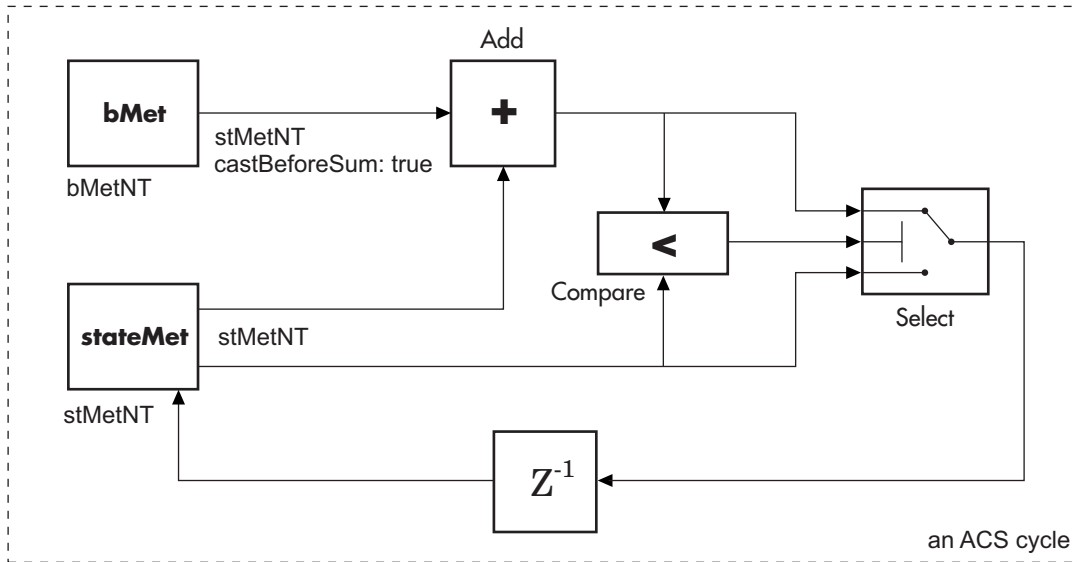 Add
bMet
+
stMetNT
castBeforeSum: true
bMetNT
<
Compare
Select
stateMet
stMetNT
stMetNT
Z-1
an ACS cycle